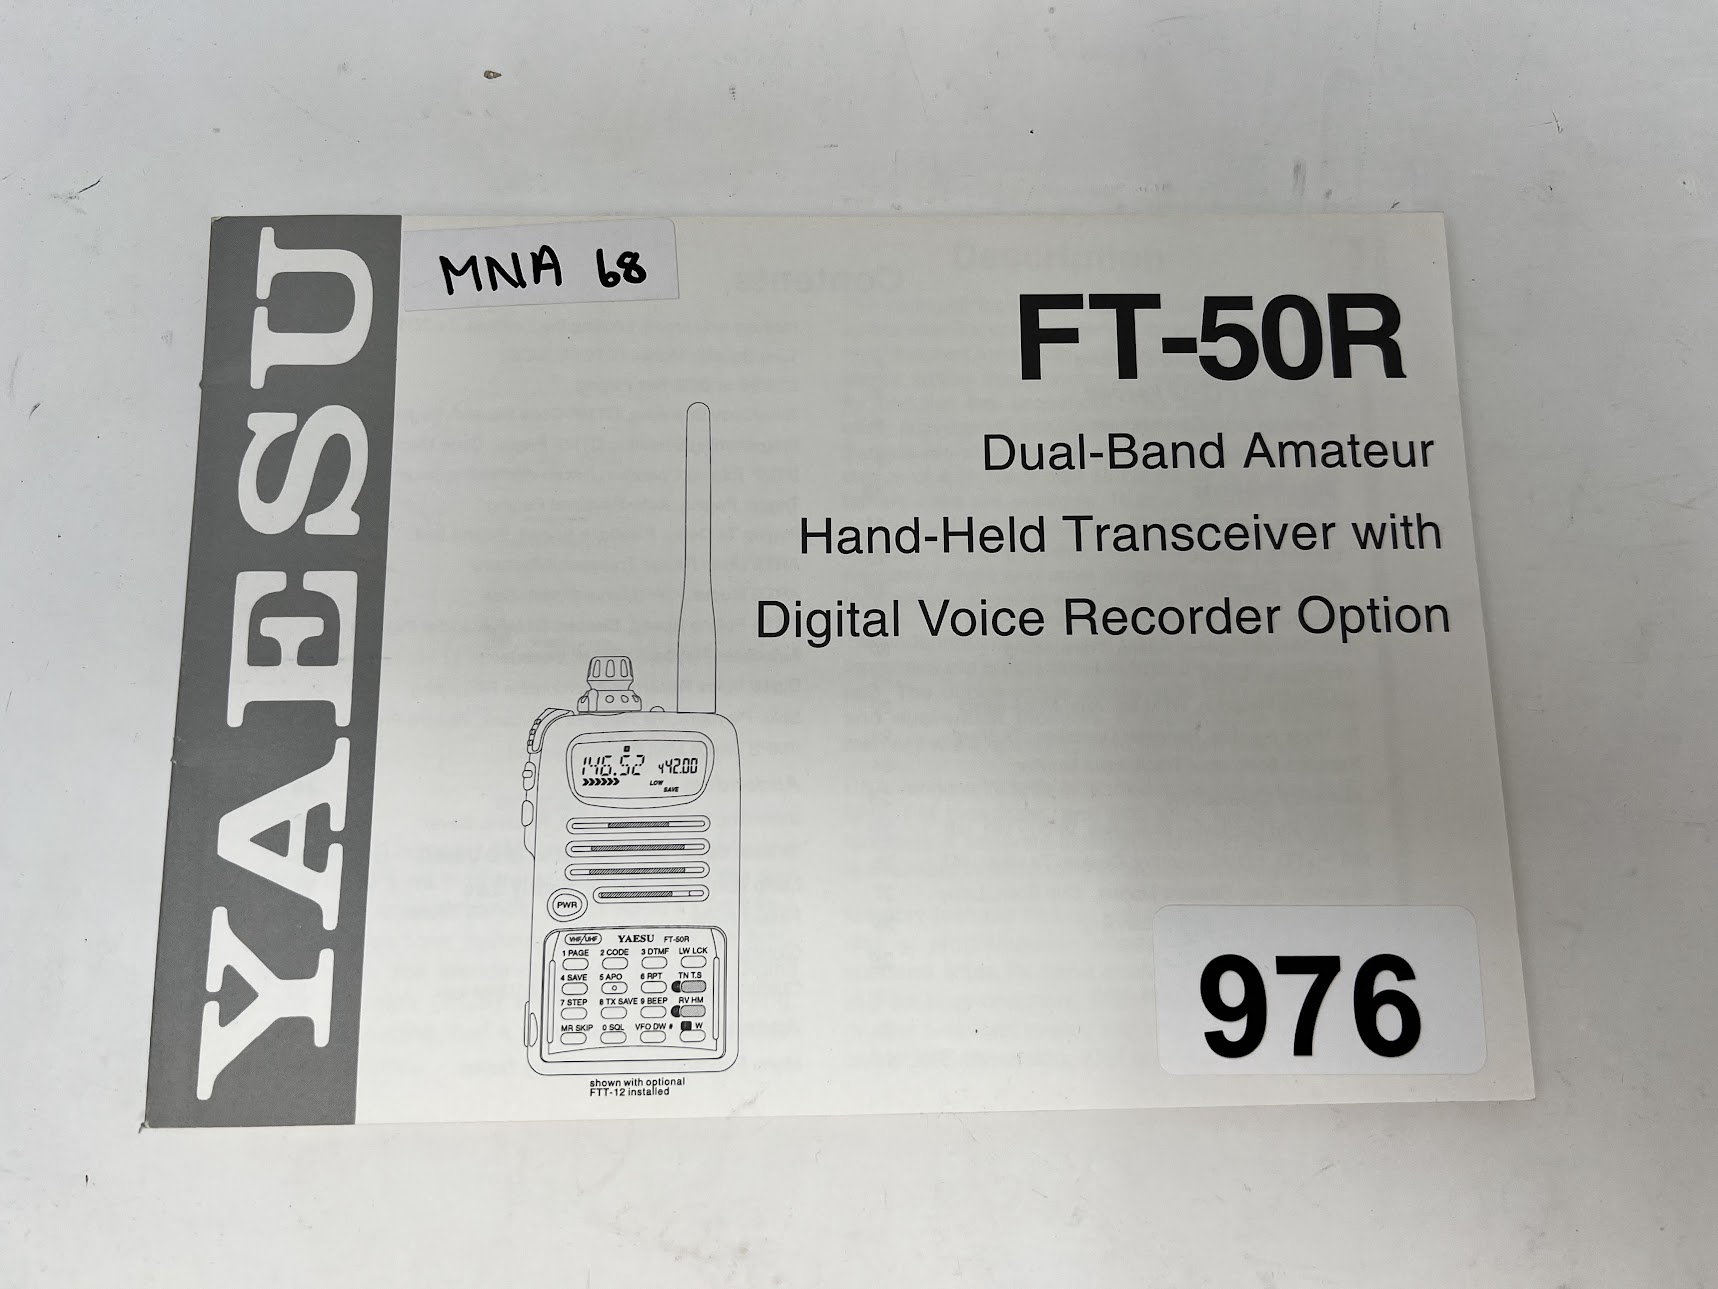 YAESU
MNA 68
FT-50R
Dual-Band Amateur
Hand-Held Transceiver with
Digital Voice Recorder Option
146.52 442.00
LOW
SAVE
PWR
VHF/UHF YAESU FT-50R
1 PAGE 2 CODE 3 DTMF LW LCK
4 SAVE 5 APO 6 RPT TN T.S
7 STEP 8 TX SAVE 9 BEEP RV HM
MR SKIP 0 SQL VFO DW # W
shown with optional
FTT-12 installed
976